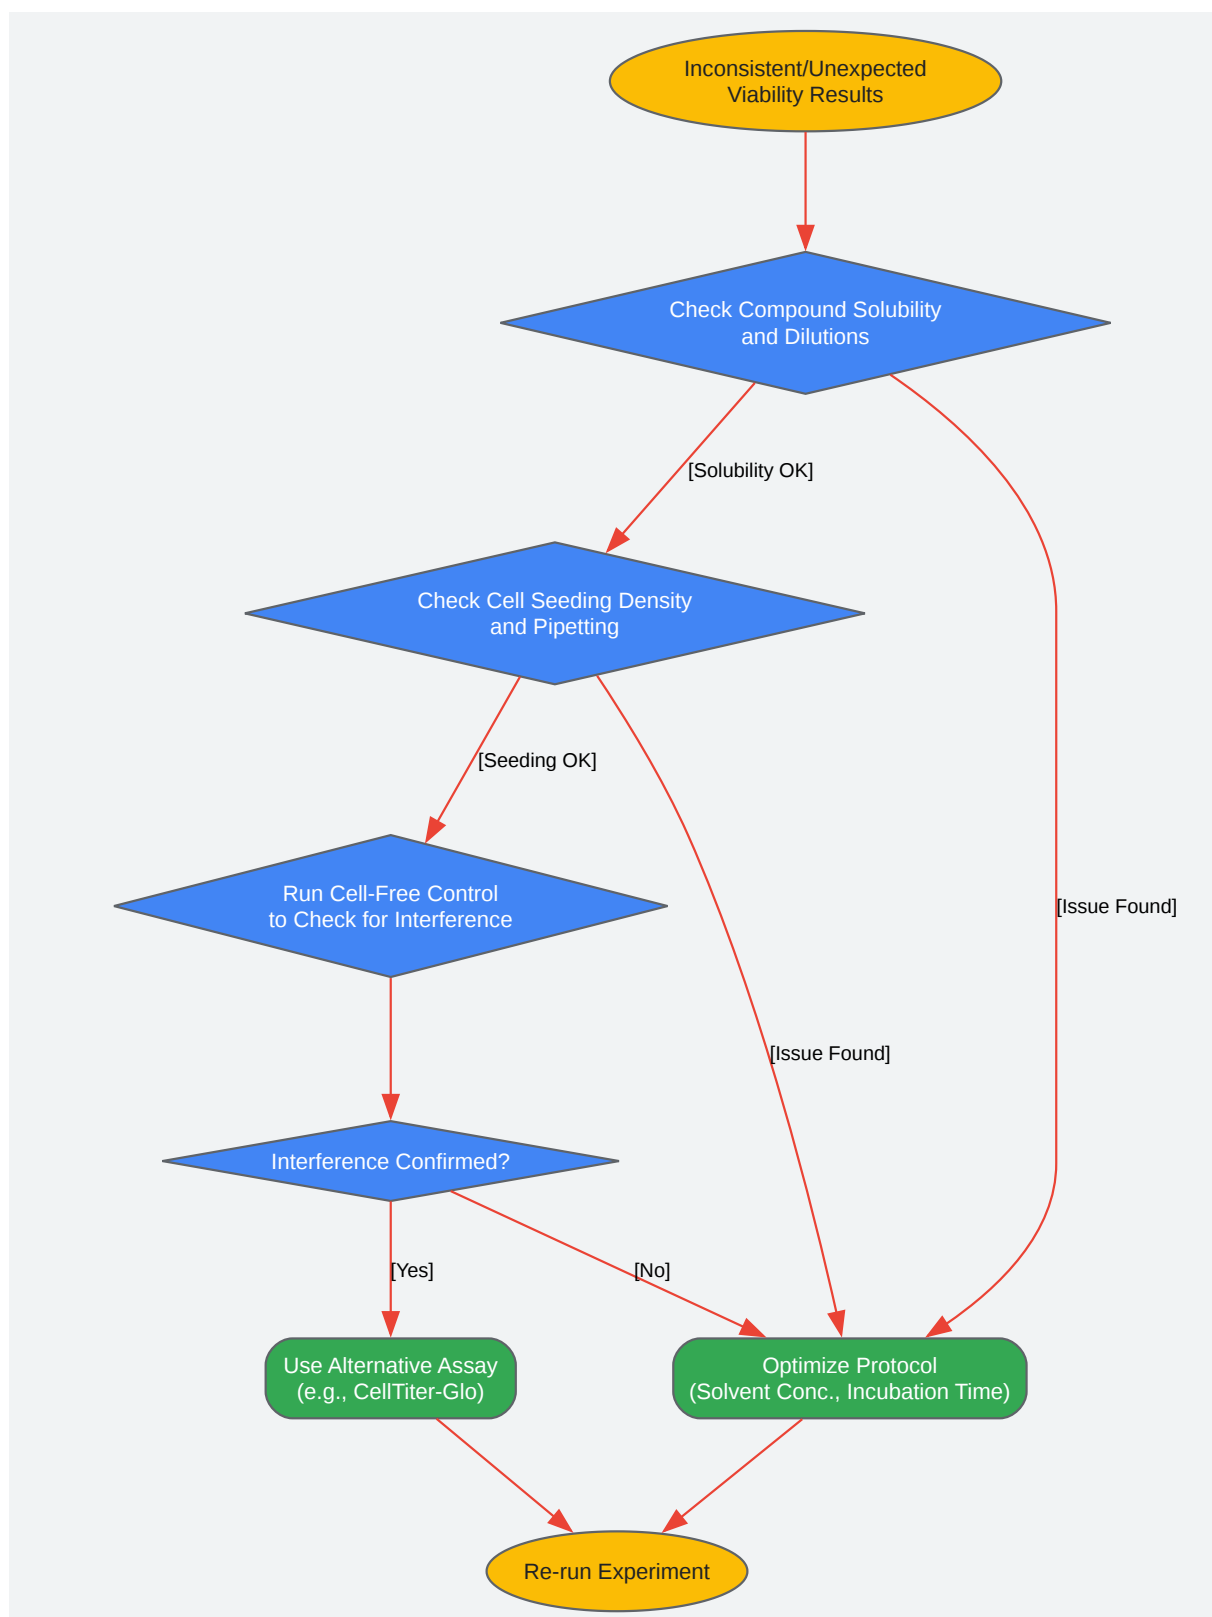 Inconsistent/Unexpected
Viability Results
Check Compound Solubility
and Dilutions
[Solubility OK]
Check Cell Seeding Density
and Pipetting
[Seeding OK]
Run Cell-Free Control
to Check for Interference
[Issue Found]
[Issue Found]
Interference Confirmed?
[Yes]
[No]
Use Alternative Assay
(e.g., CellTiter-Glo)
Optimize Protocol
(Solvent Conc., Incubation Time)
Re-run Experiment